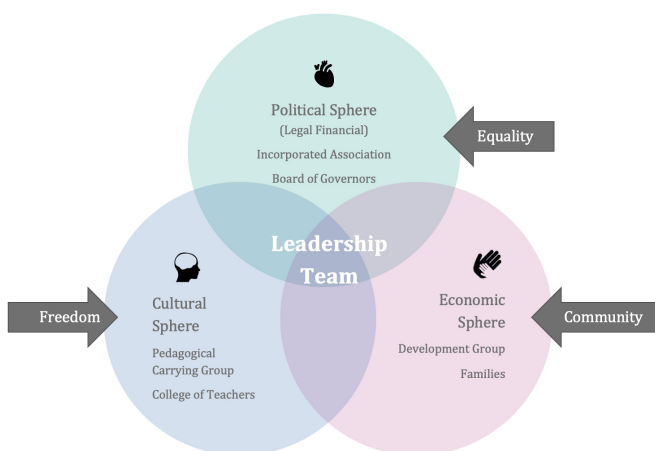 Political Sphere
(Legal Financial)
Incorporated Association
Board of Governors
Equality
Leadership
Team
Freedom
Cultural
Sphere
Pedagogical
Carrying Group
College of Teachers
Economic
Sphere
Development Group
Families
Community